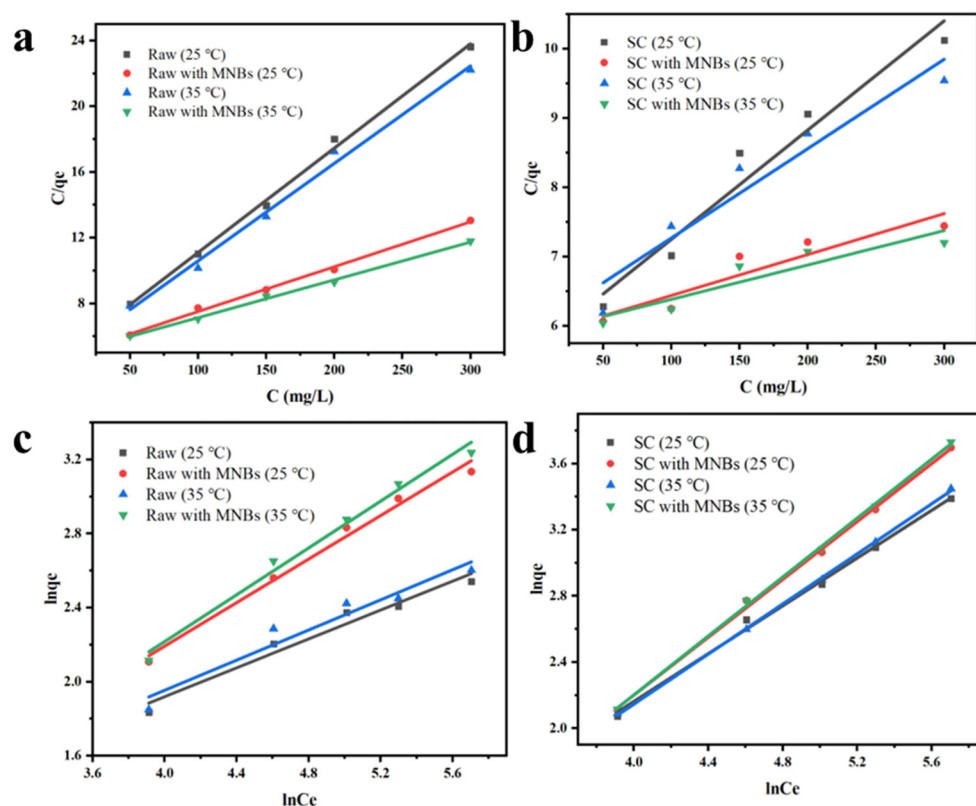 a
24
20
16
12
8
C/qe
Raw (25 ℃)
Raw with MNBs (25 ℃)
Raw (35 ℃)
Raw with MNBs (35 ℃)
50 100 150 200 250 300
C (mg/L)
b
10
9
8
7
6
C/qe
SC (25 ℃)
SC with MNBs (25 ℃)
SC (35 ℃)
SC with MNBs (35 ℃)
50 100 150 200 250 300
C (mg/L)
c
3.2
2.8
2.4
2.0
1.6
lnqe
Raw (25 ℃)
Raw with MNBs (25 ℃)
Raw (35 ℃)
Raw with MNBs (35 ℃)
3.6 4.0 4.4 4.8 5.2 5.6
lnCe
d
3.6
3.2
2.8
2.4
2.0
lnqe
SC (25 ℃)
SC with MNBs (25 ℃)
SC (35 ℃)
SC with MNBs (35 ℃)
4.0 4.4 4.8 5.2 5.6
lnCe